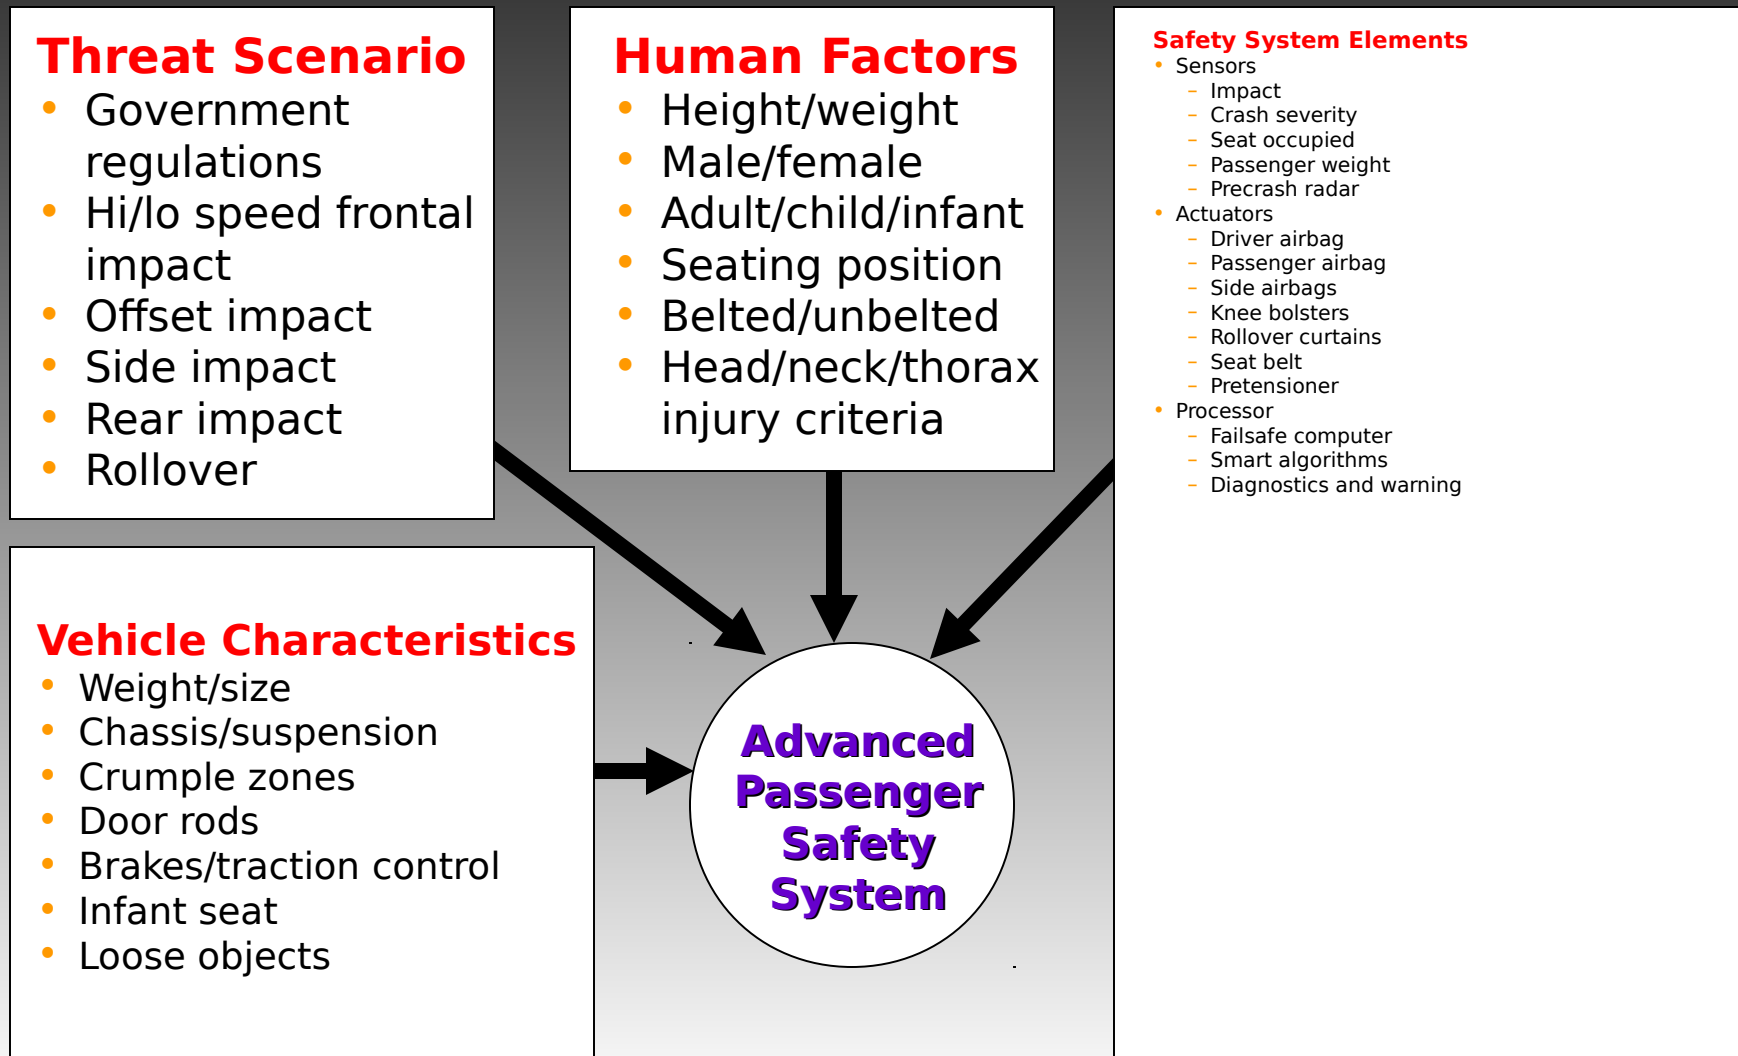 Threat Scenario
• Government
regulations
• Hi/lo speed frontal
impact
• Offset impact
• Side impact
• Rear impact
• Rollover
Human Factors
• Height/weight
• Male/female
• Adult/child/infant
• Seating position
• Belted/unbelted
• Head/neck/thorax
injury criteria
Safety System Elements
• Sensors
– Impact
– Crash severity
– Seat occupied
– Passenger weight
– Precrash radar
• Actuators
– Driver airbag
– Passenger airbag
– Side airbags
– Knee bolsters
– Rollover curtains
– Seat belt
– Pretensioner
• Processor
– Failsafe computer
– Smart algorithms
– Diagnostics and warning
Vehicle Characteristics
• Weight/size
• Chassis/suspension
• Crumple zones
• Door rods
• Brakes/traction control
• Infant seat
• Loose objects
Advanced
Passenger
Safety
System